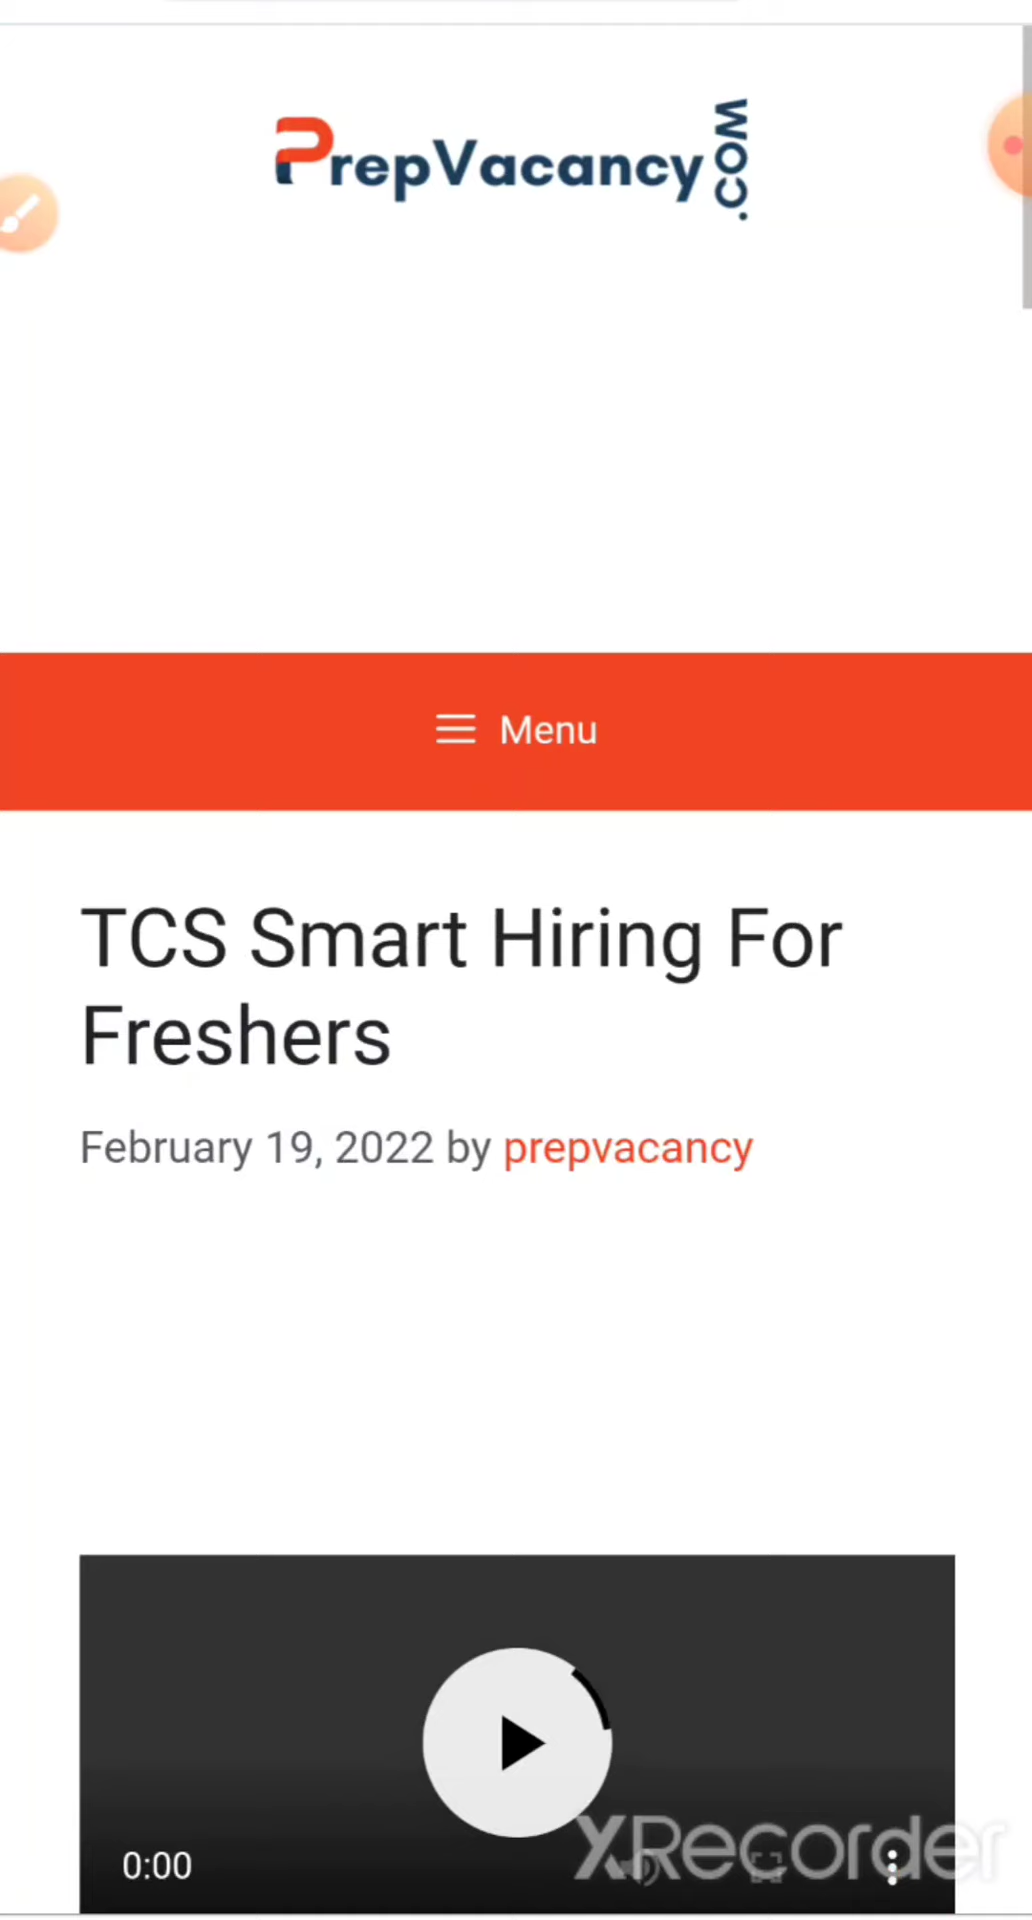 PrepVacancy.COM
Menu
TCS Smart Hiring For
Freshers
February 19, 2022 by prepvacancy
0:00
XRecorder